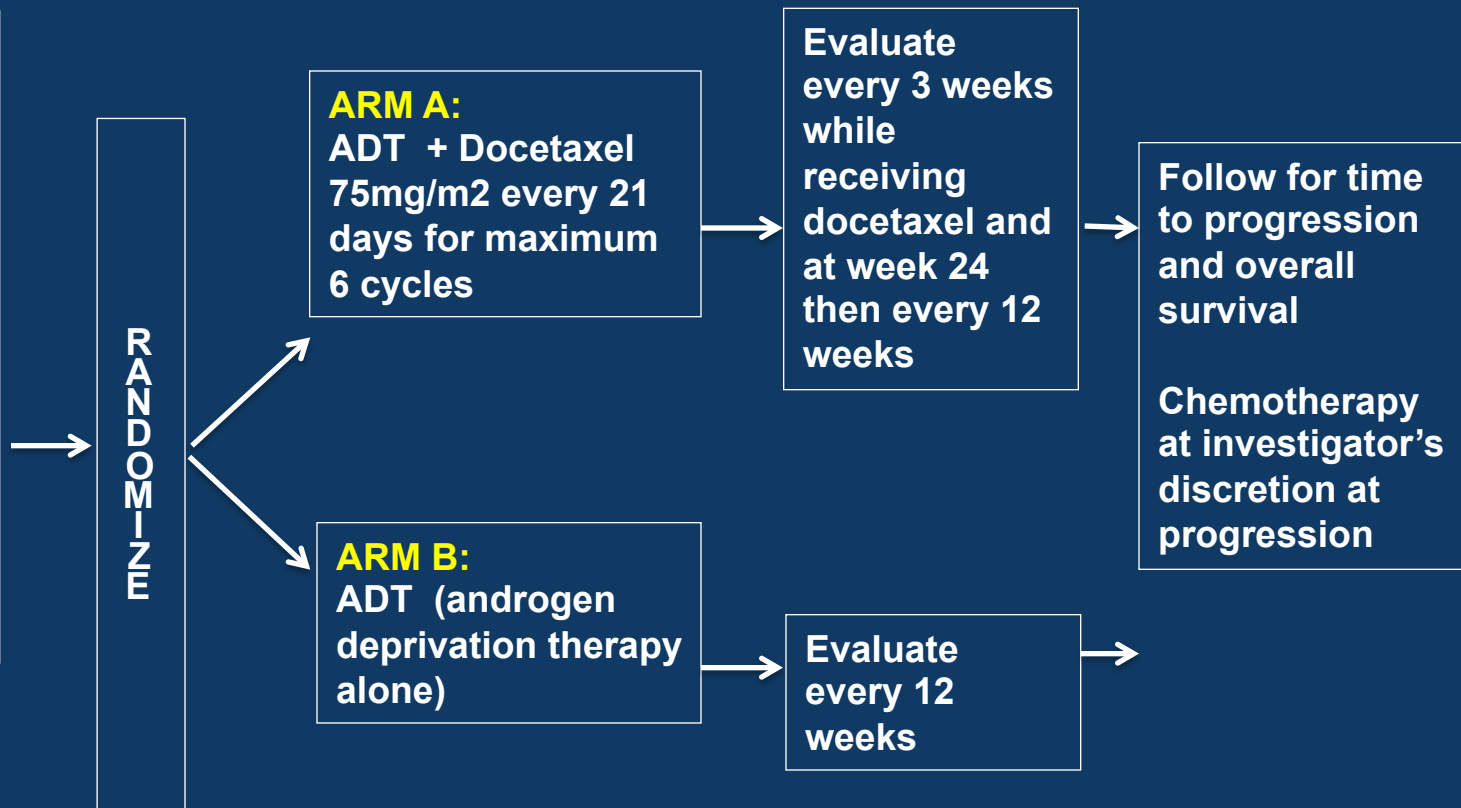 RANDOMIZE
ARM A:
ADT + Docetaxel
75mg/m2 every 21
days for maximum
6 cycles
Evaluate
every 3 weeks
while
receiving
docetaxel and
at week 24
then every 12
weeks
Follow for time
to progression
and overall
survival
Chemotherapy
at investigator’s
discretion at
progression
ARM B:
ADT (androgen
deprivation therapy
alone)
Evaluate
every 12
weeks